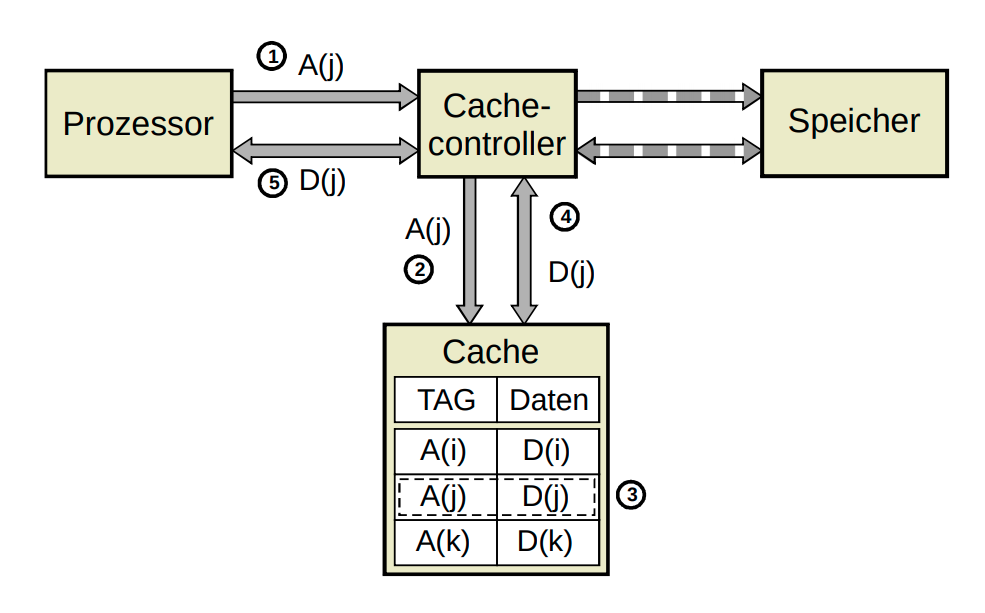 1 A(j)
Prozessor
Cache-
controller
Speicher
5 D(j)
A(j)
2
4
D(j)
Cache
TAG Daten
A(i) D(i)
A(j) D(j) 3
A(k) D(k)